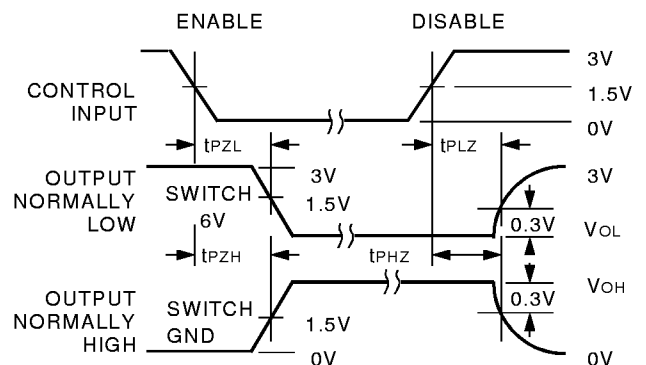 ENABLE DISABLE
3V
CONTROL INPUT
1.5V
0V
tPZL tPLZ
OUTPUT NORMALLY LOW
SWITCH 6V
3V
1.5V
3V
0.3V
VOL
tPZH tPHZ
OUTPUT NORMALLY HIGH
SWITCH GND
1.5V
0V
VOH
0.3V
0V